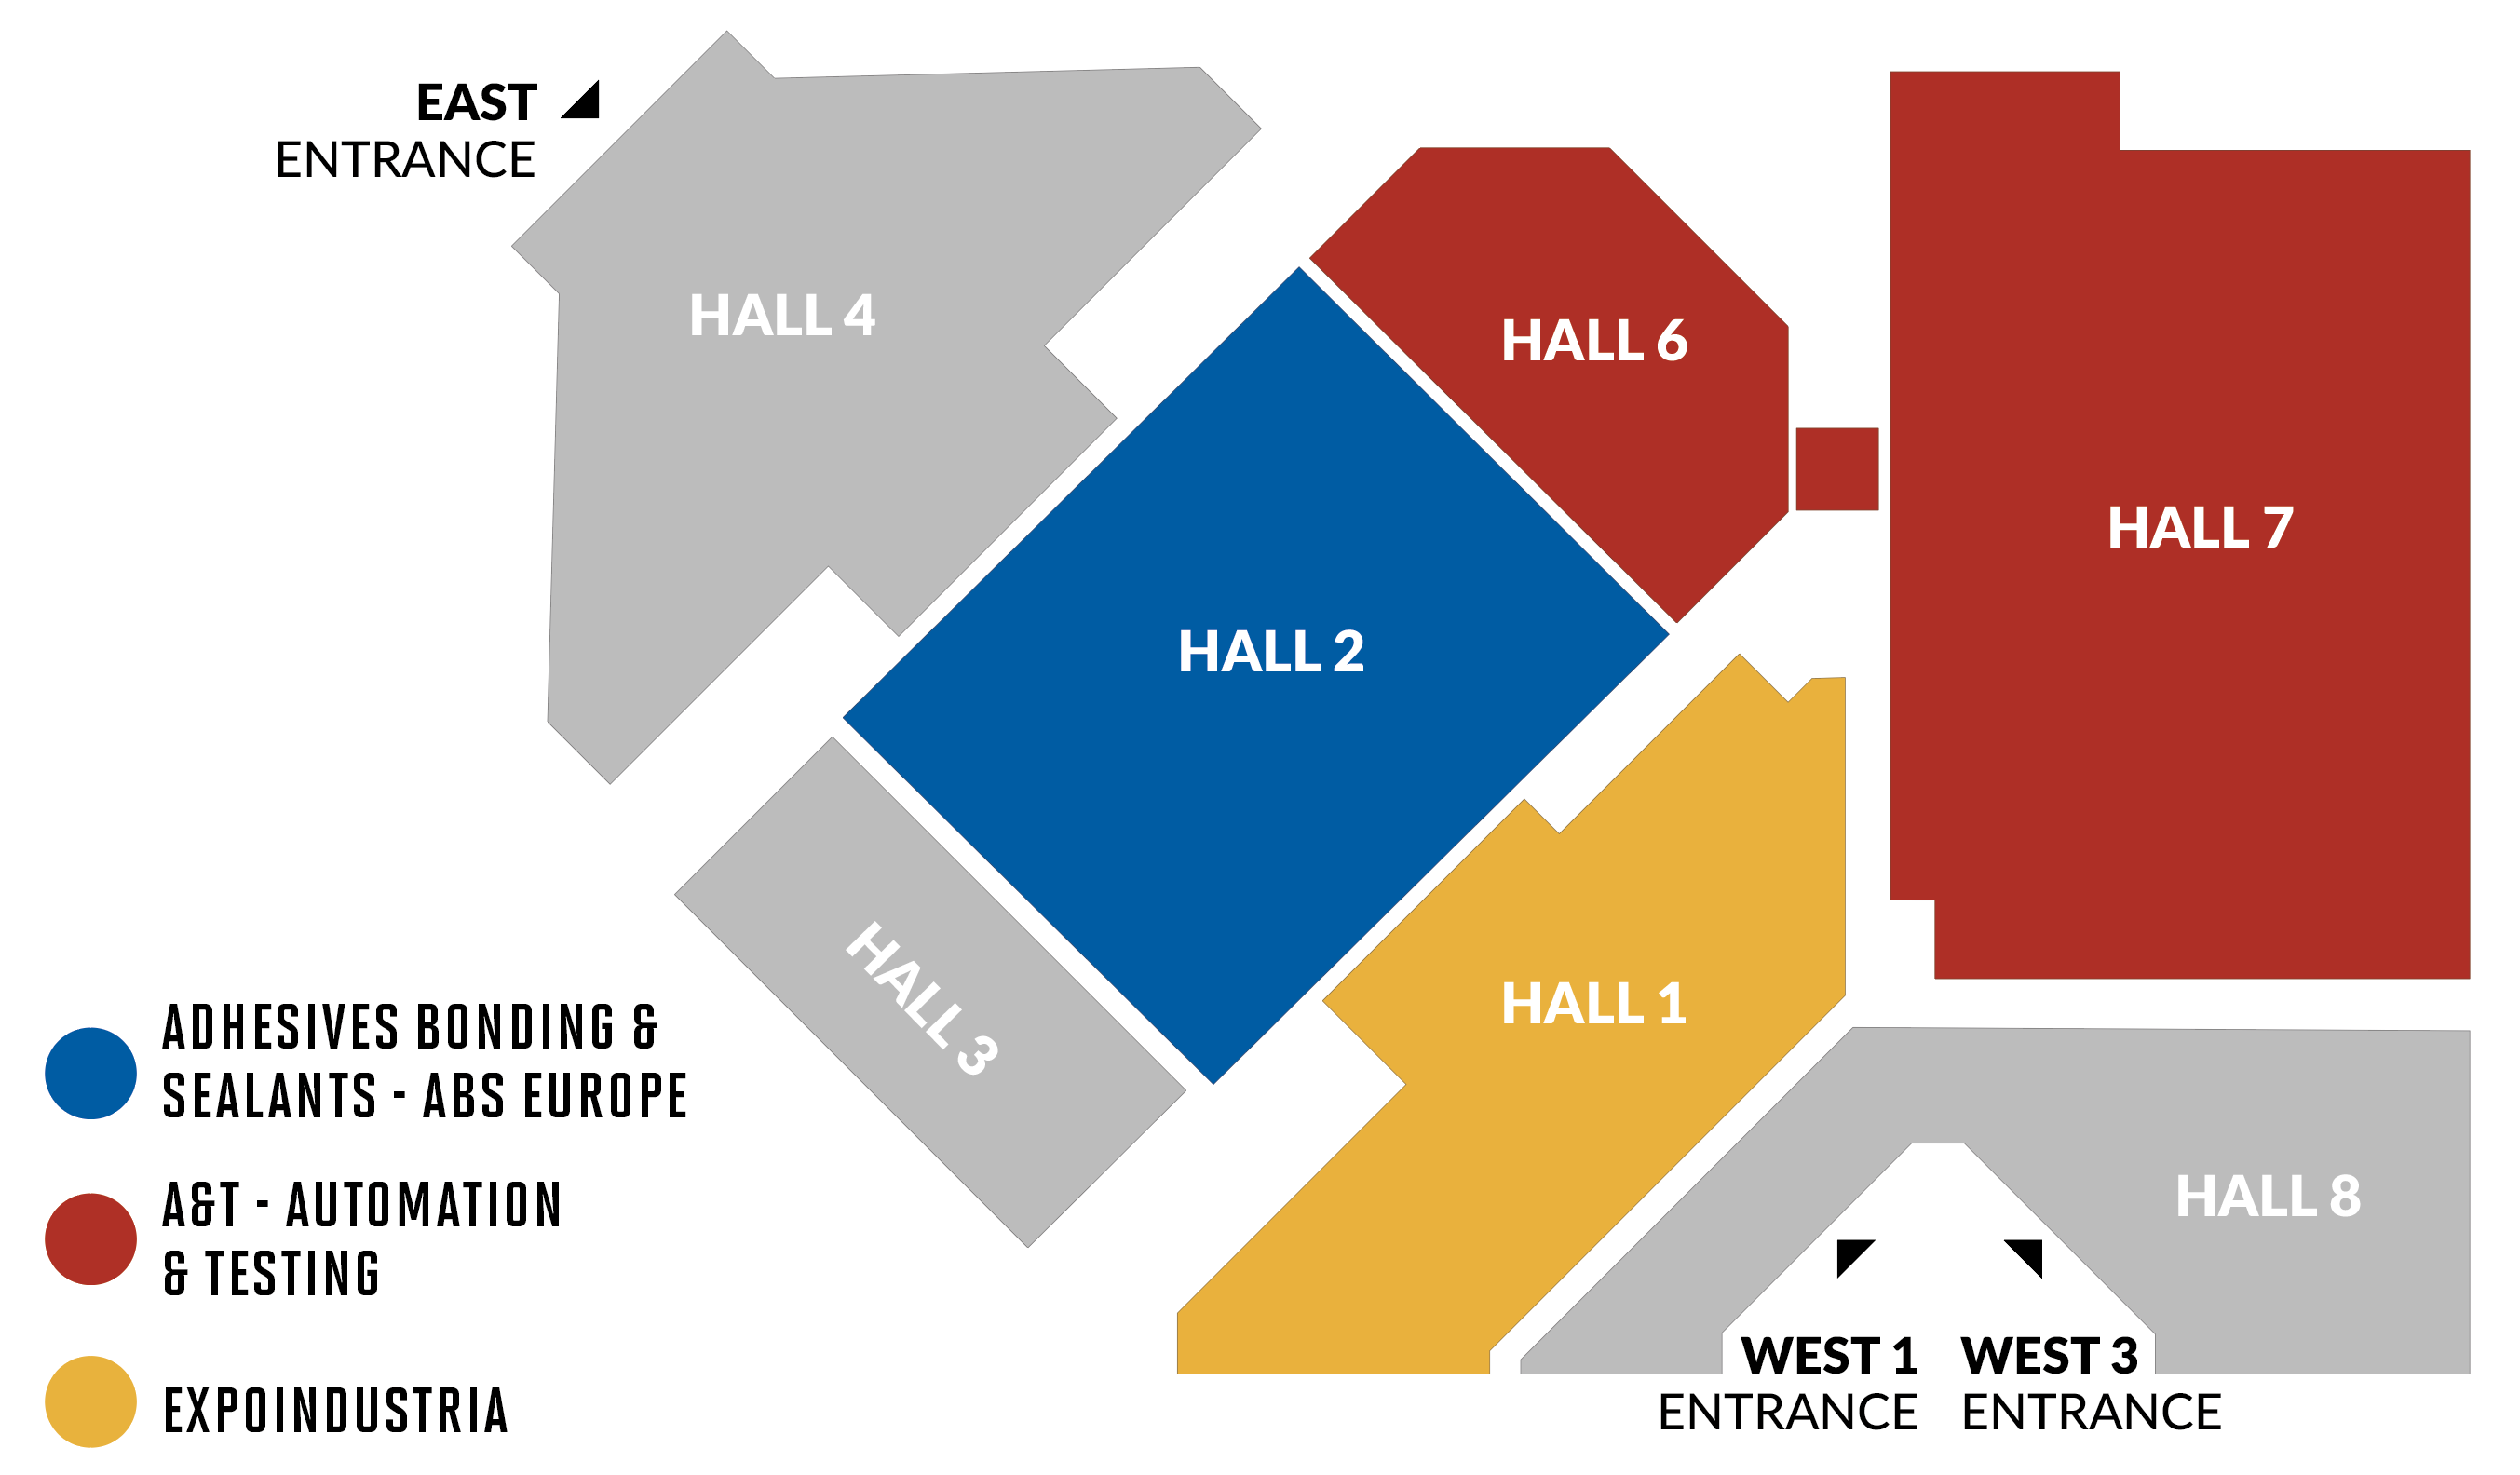 EAST
ENTRANCE
HALL 4
HALL 6
HALL 7
HALL 2
HALL 1
HALL 3
HALL 8
WEST 1
ENTRANCE
WEST 3
ENTRANCE
ADHESIVES BONDING &
SEALANTS - ABS EUROPE
A&T - AUTOMATION
& TESTING
EXPOINDUSTRIA